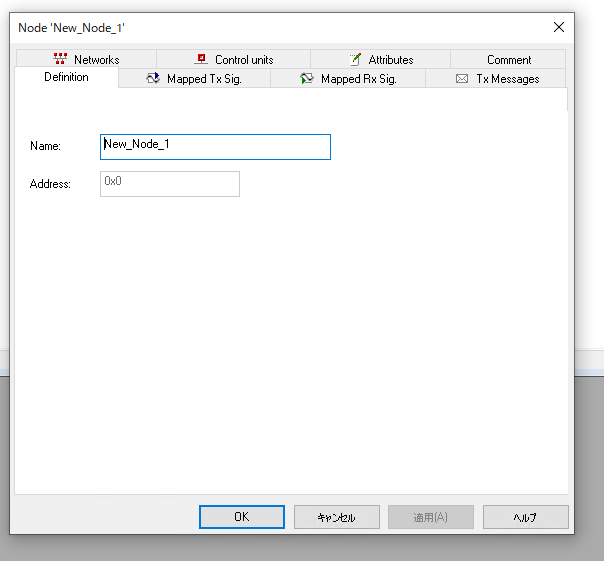 Node 'New_Node_1'
Networks Control units Attributes Comment
Definition Mapped Tx Sig. Mapped Rx Sig. Tx Messages
Name: New_Node_1
Address: 0x0
OK キャンセル 適用(A) ヘルプ